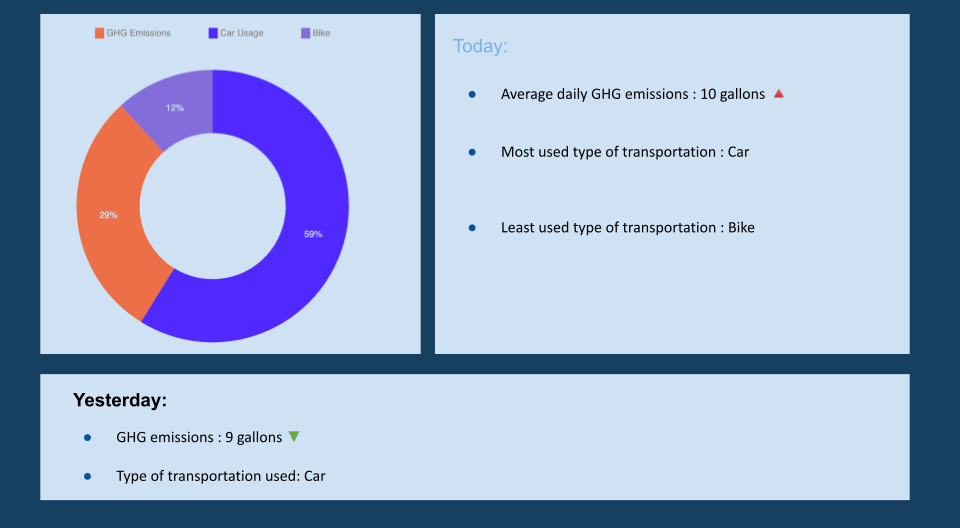 GHG Emissions Car Usage Bike
12%
29%
59%
Today:
● Average daily GHG emissions : 10 gallons 🔺
● Most used type of transportation : Car
● Least used type of transportation : Bike
Yesterday:
● GHG emissions : 9 gallons ▼
● Type of transportation used: Car